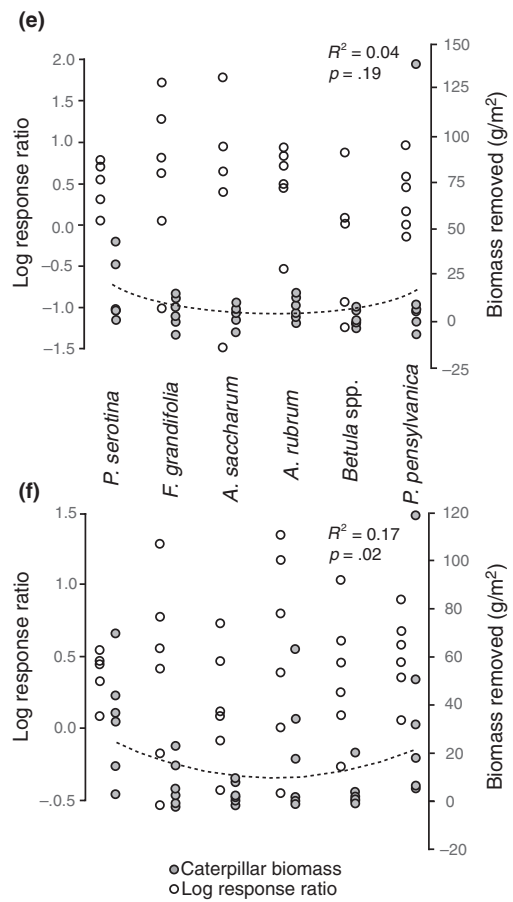 (e)
R² = 0.04
p = .19
Log response ratio
2.0
1.5
1.0
0.5
0.0
−0.5
−1.0
−1.5
Biomass removed (g/m²)
150
125
100
75
50
25
0
−25
P. serotina
F. grandifolia
A. saccharum
A. rubrum
Betula spp.
P. pensylvanica
(f)
R² = 0.17
p = .02
Log response ratio
1.5
1.0
0.5
0.0
−.0.5
Biomass removed (g/m²)
120
100
80
60
40
20
0
−20
Caterpillar biomass
Log response ratio